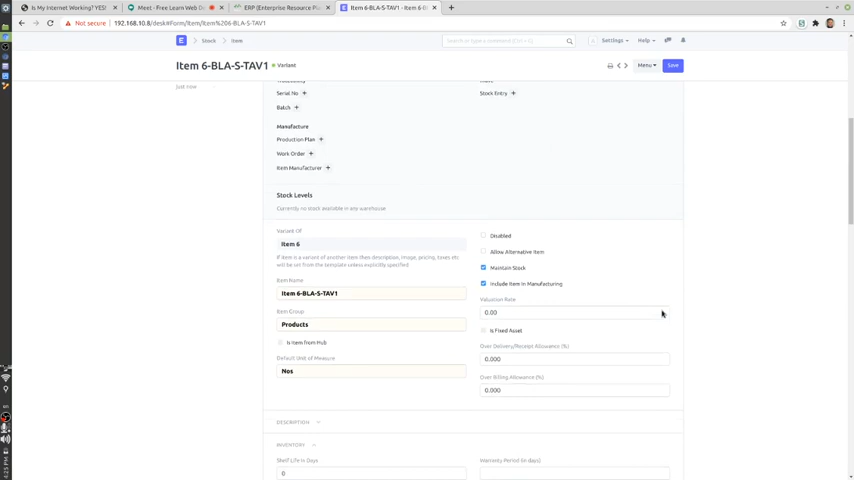 Is My Internet Working? YES!
Meet - Free Learn Web De
ERP (Enterprise Resource Pla
Item 6-BLA-S-TAV1 - Item 6-B
Not secure
192.168.10.8/desk#Form/Item/Item%206-BLA-S-TAV1
E
Stock
Item
Search or type a command (Ctrl + G)
A
Settings
Help
Item 6-BLA-S-TAV1
Variant
Menu
Save
just now
Serial No +
Stock Entry +
Batch +
Manufacture
Production Plan +
Work Order +
Item Manufacturer +
Stock Levels
Currently no stock available in any warehouse
Variant Of
Item 6
If item is a variant of another item then description, image, pricing, taxes etc
will be set from the template unless explicitly specified
Item Name
Item 6-BLA-S-TAV1
Item Group
Products
Is Item from Hub
Default Unit of Measure
Nos
Disabled
Allow Alternative Item
Maintain Stock
Include Item In Manufacturing
Valuation Rate
0.00
Is Fixed Asset
Over Delivery/Receipt Allowance (%)
0.000
Over Billing Allowance (%)
0.000
DESCRIPTION
INVENTORY
Shelf Life In Days
0
Warranty Period (in days)
en
4:25 PM